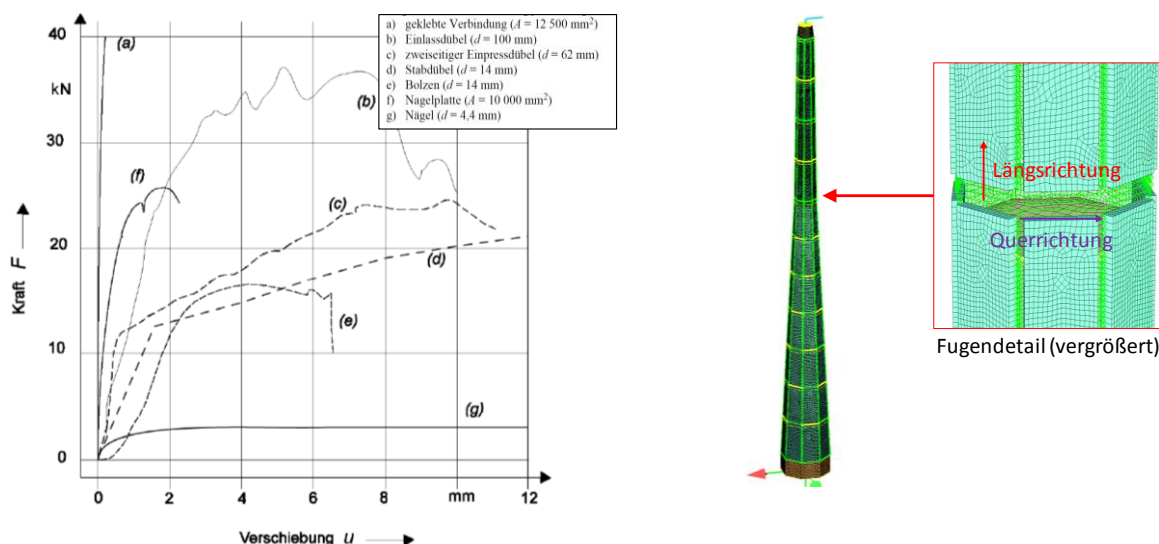 a) geklebte Verbindung (A = 12 500 mm²)
b) Einlassdübel (d = 100 mm)
c) zweiseitiger Einpressdübel (d = 62 mm)
d) Stabdübel (d = 14 mm)
e) Bolzen (d = 14 mm)
f) Nagelplatte (A = 10 000 mm²)
g) Nägel (d = 4,4 mm)
40
kN
30
20
10
0
Kraft F
(a)
(b)
(f)
(c)
(d)
(e)
(g)
0 2 4 6 8 mm 12
Verschiebung u
Längsrichtung
Querrichtung
Fugendetail (vergrößert)